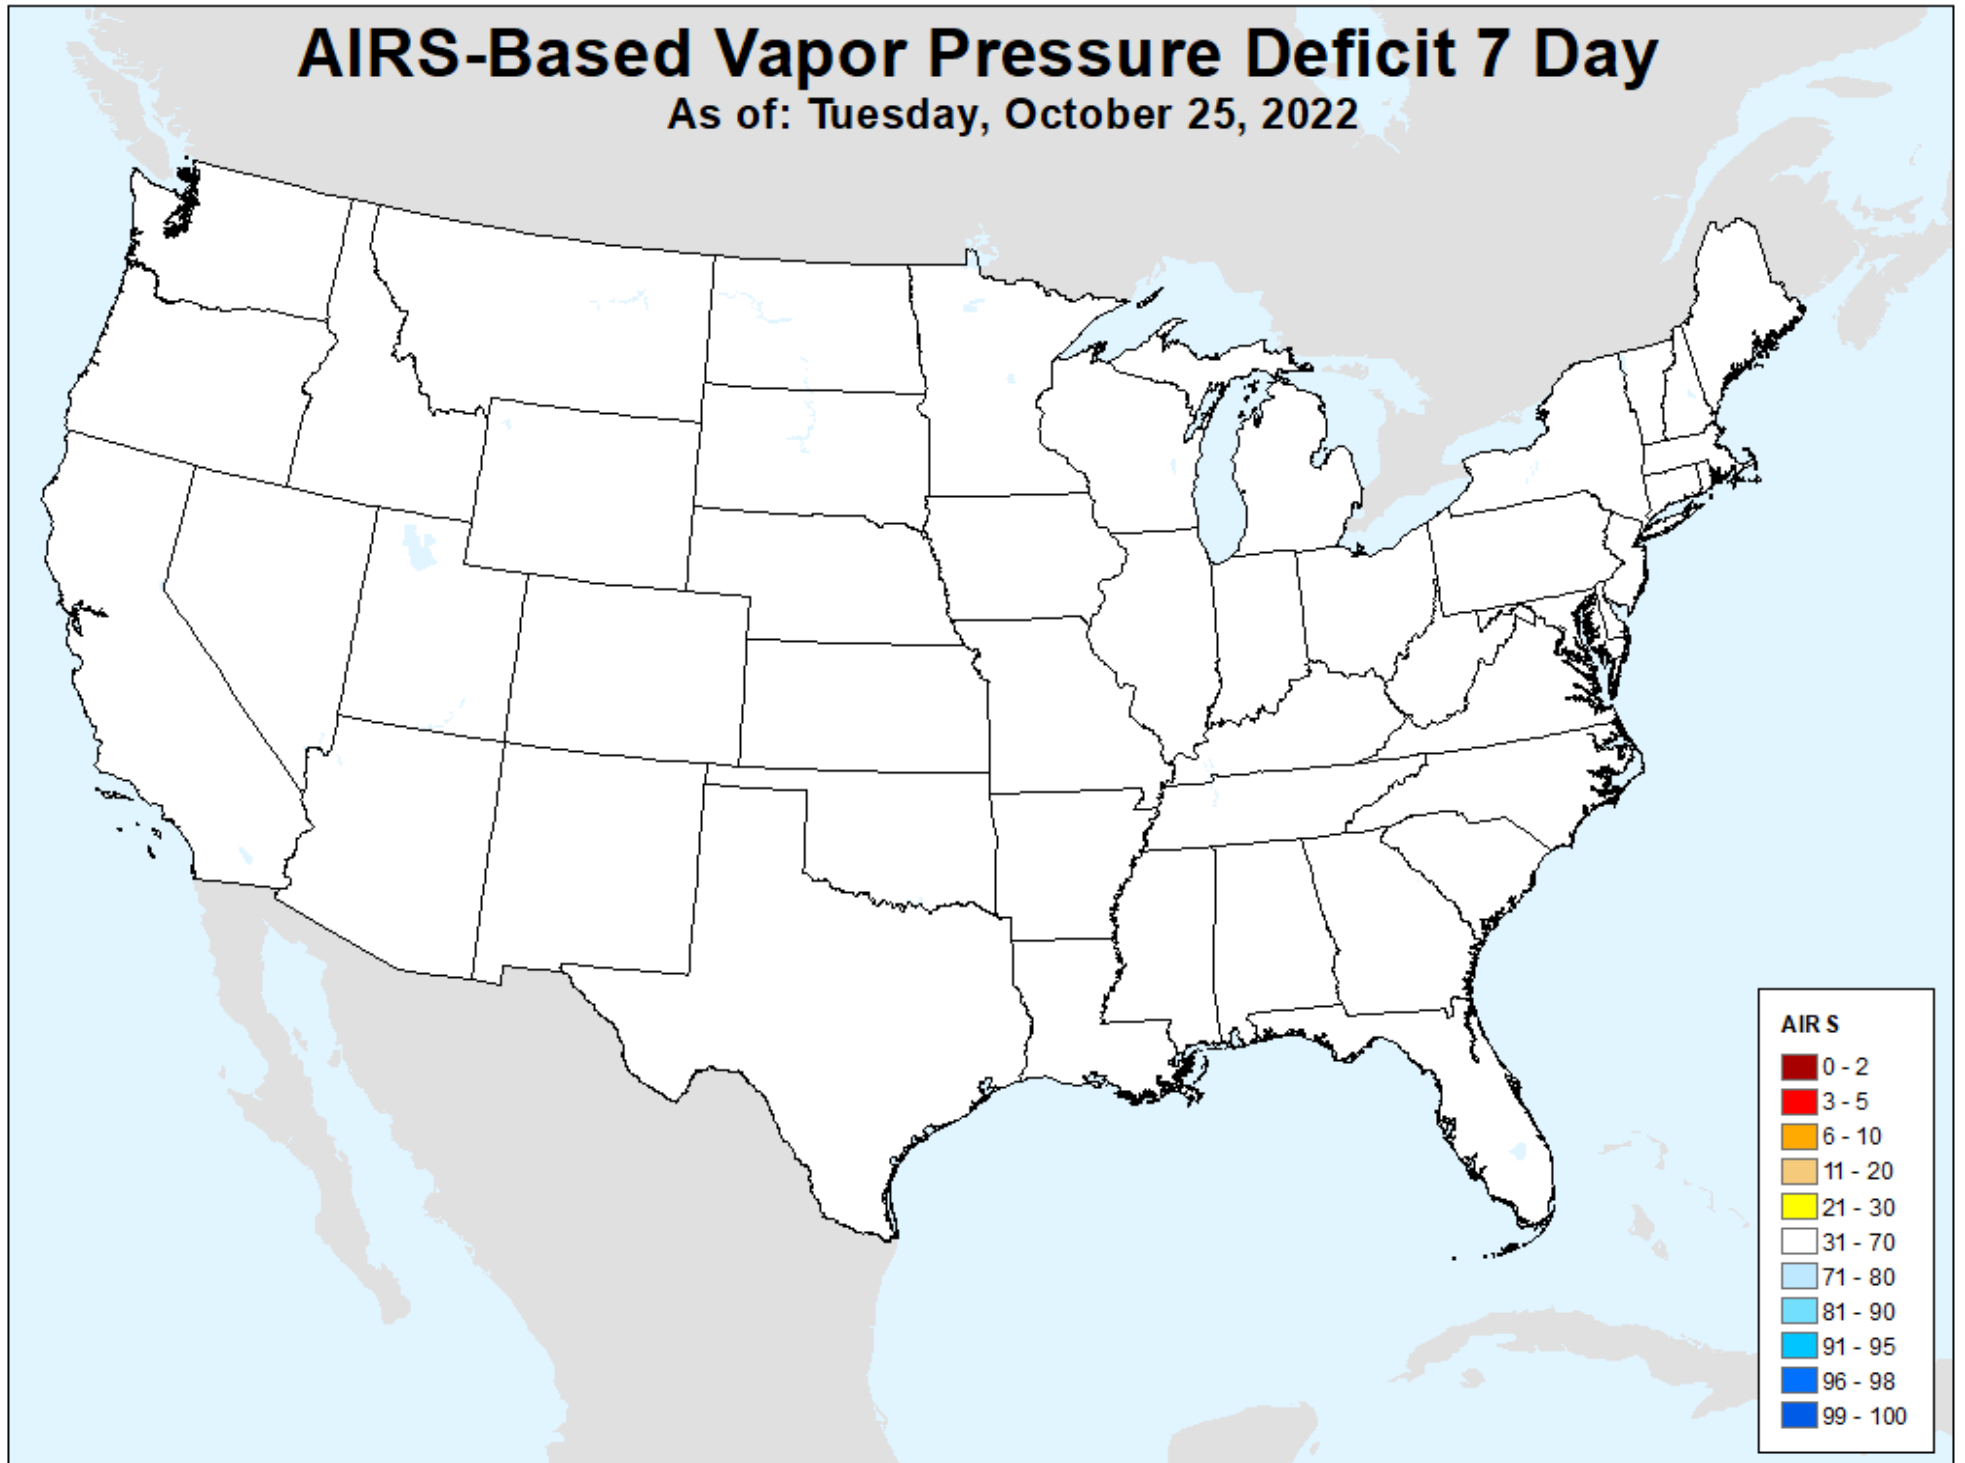 AIRS-Based Vapor Pressure Deficit 7 Day
As of: Tuesday, October 25, 2022
AIRS
0 - 2
3 - 5
6 - 10
11 - 20
21 - 30
31 - 70
71 - 80
81 - 90
91 - 95
96 - 98
99 - 100